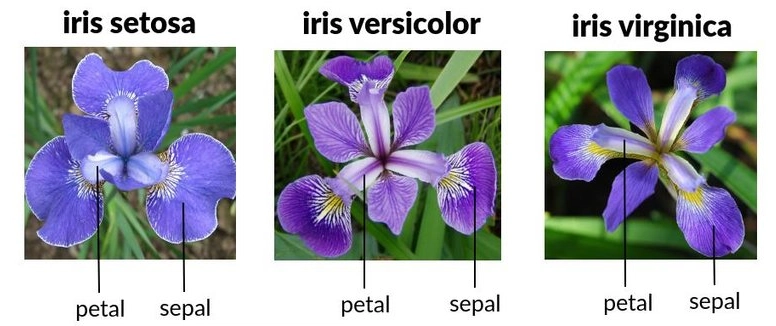 iris setosa
iris versicolor
iris virginica
petal
sepal
petal
sepal
petal
sepal